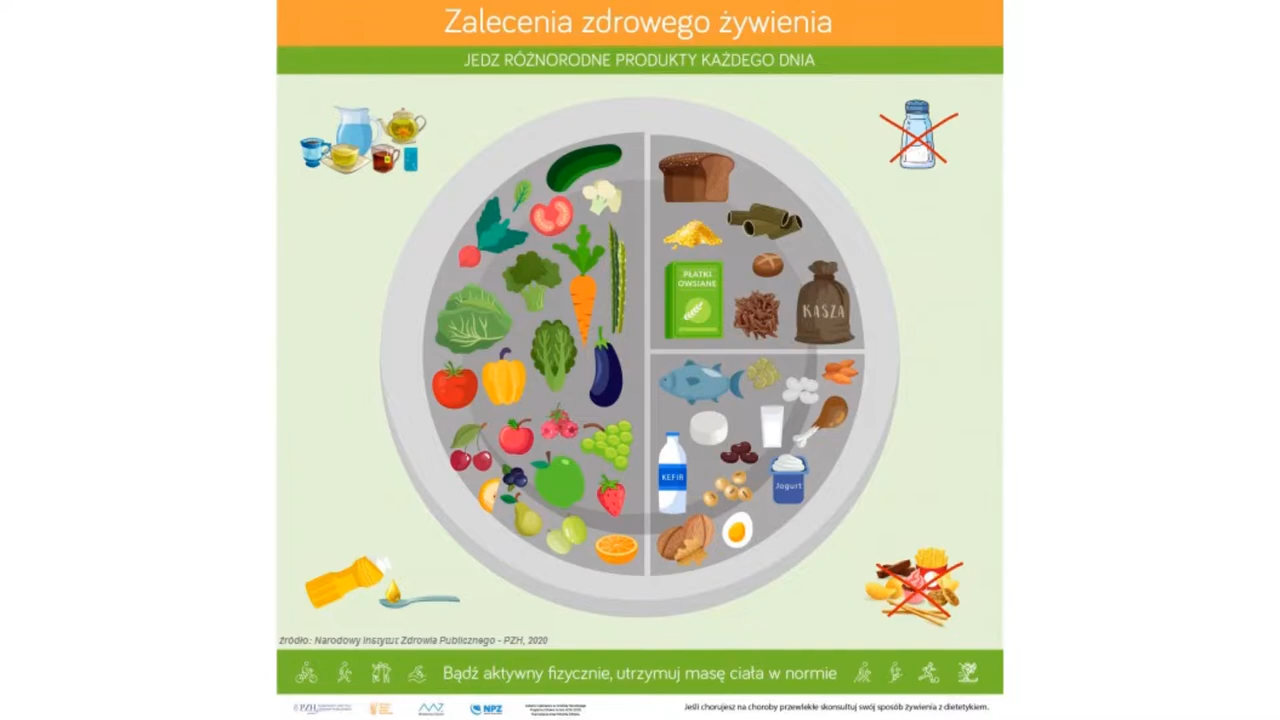 Zalecenia zdrowego żywienia
JEDZ RÓŻNORODNE PRODUKTY KAŻDEGO DNIA
PŁATKI
OWSIANE
KASZA
KEFIR
Jogurt
źródło: Narodowy Instytut Zdrowia Publicznego - PZH, 2020
Bądź aktywny fizycznie, utrzymuj masę ciała w normie
PZH
NPZ
Jeśli chorujesz na choroby przewlekłe skonsultuj swój sposób żywienia z dietetykiem.